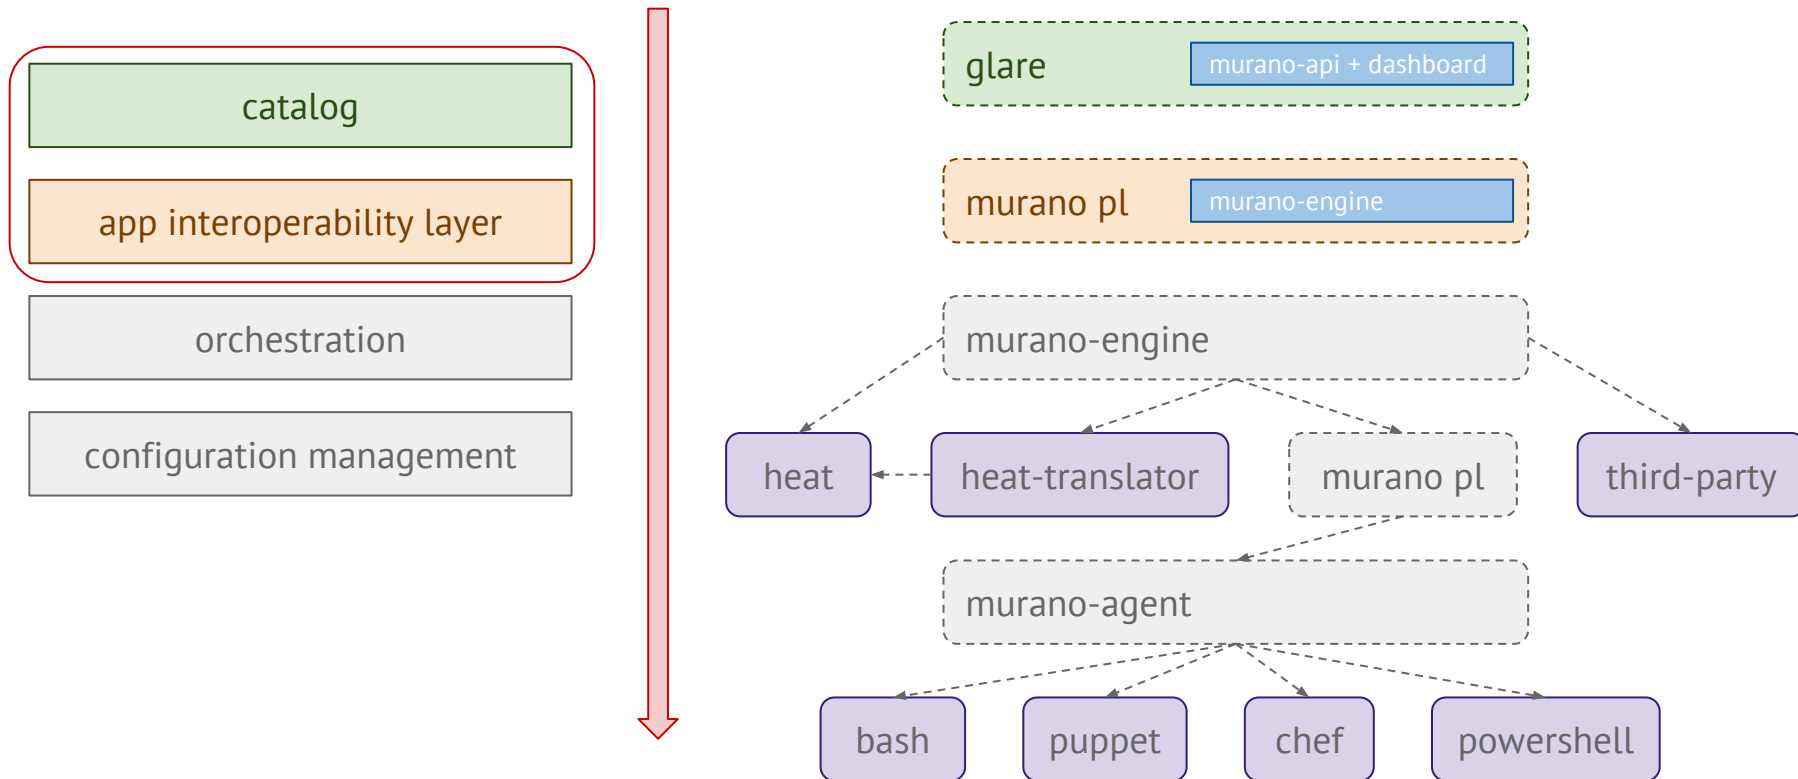 catalog
app interoperability layer
orchestration
configuration management
glare
murano-api + dashboard
murano pl
murano-engine
murano-engine
heat
heat-translator
murano pl
third-party
murano-agent
bash
puppet
chef
powershell